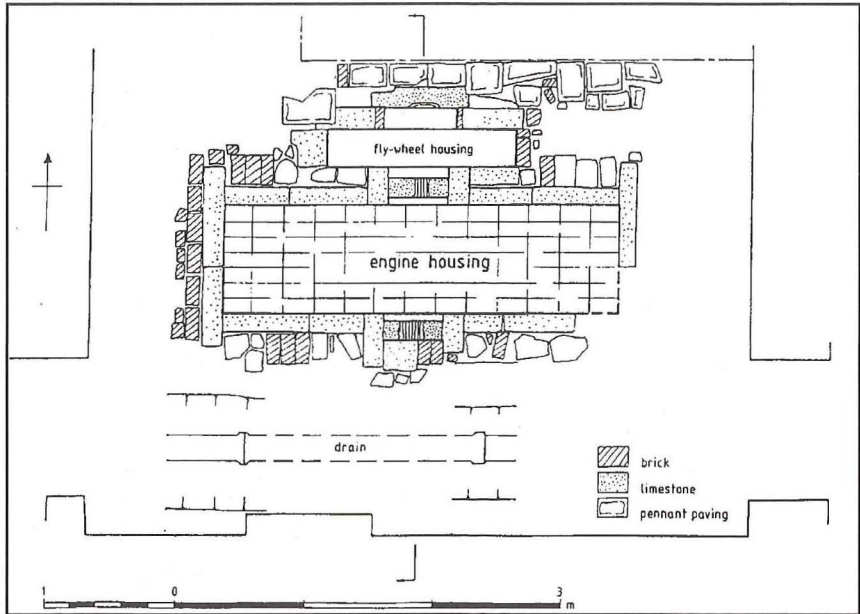 fly-wheel housing
engine housing
drain
brick
limestone
pennant paving
1 0 3
m